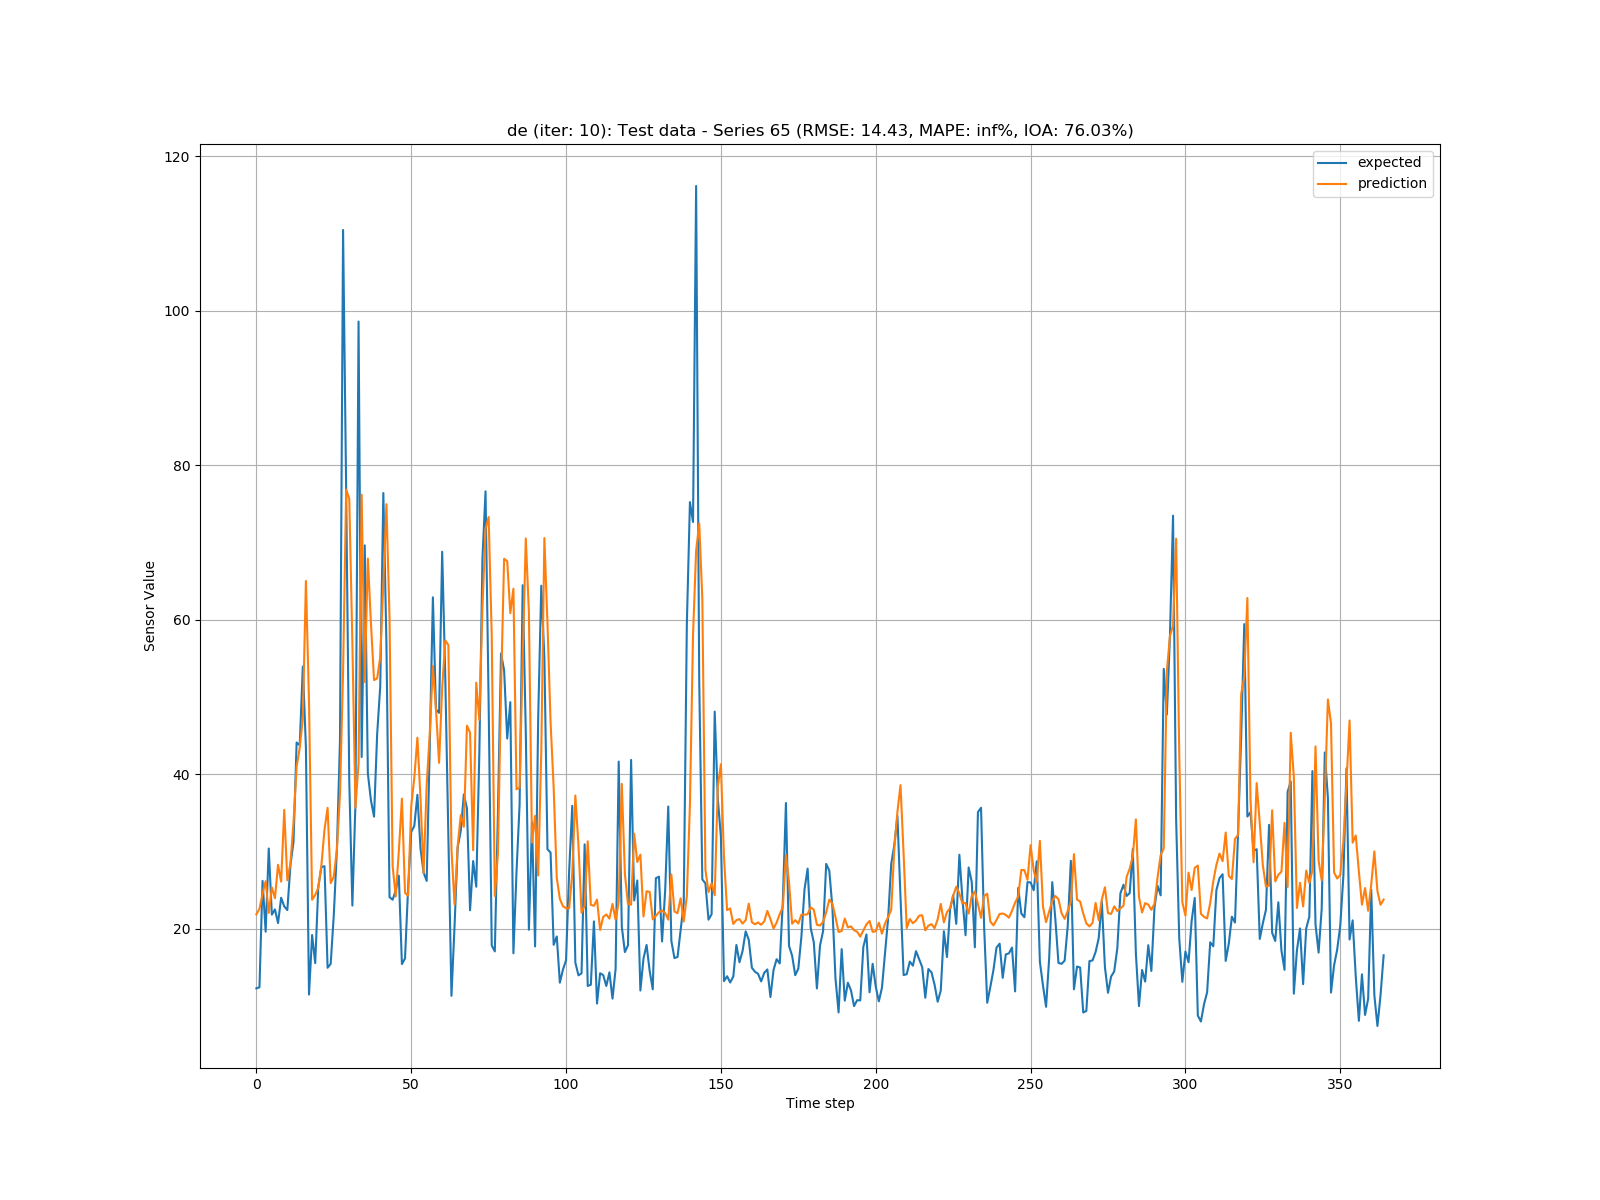 de (iter: 10): Test data - Series 65 (RMSE: 14.43, MAPE: inf%, IOA: 76.03%)
expected
prediction
120
100
80
60
40
20
Sensor Value
0 50 100 150 200 250 300 350
Time step